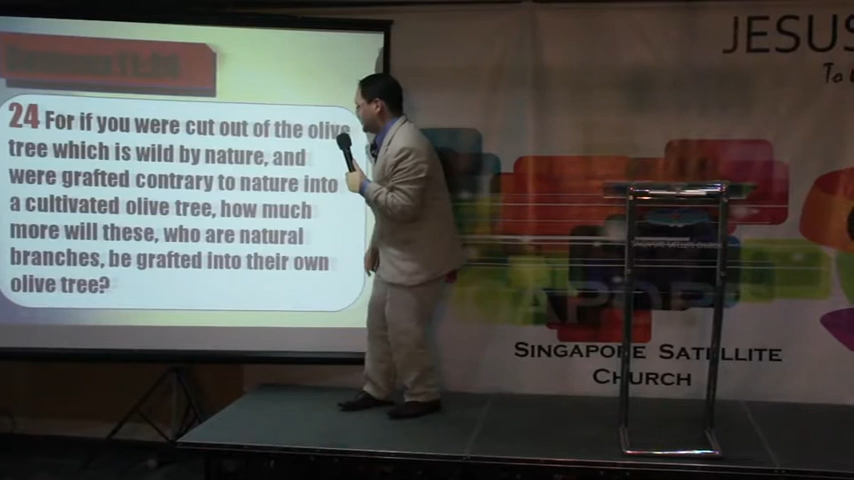 24 For if you were cut out of the olive
tree which is wild by nature, and
were grafted contrary to nature into
a cultivated olive tree, how much
more will these, who are natural
branches, be grafted into their own
olive tree?
JESUS
To
SINGAPORE SATELLITE
CHURCH